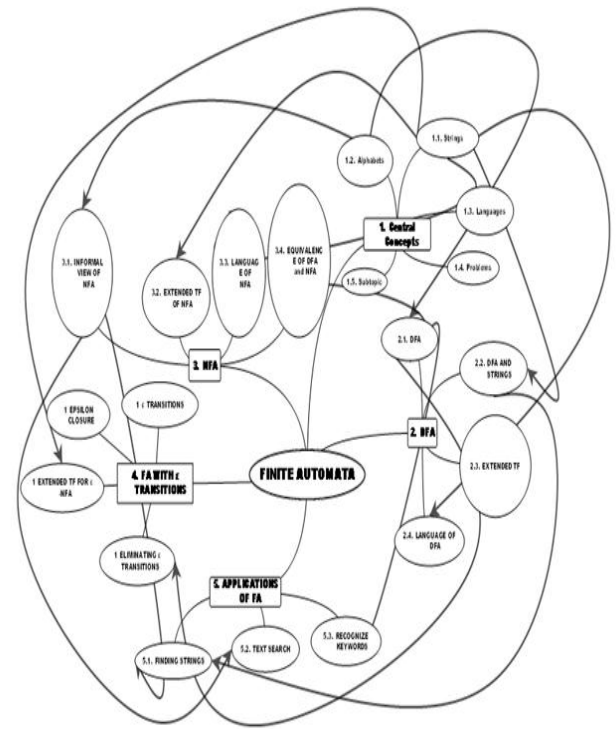 1.1. Strings
1.2. Alphabets
1.3. Languages
1. Central
Concepts
1.4. Problems
1.5. Subtopic
3.1. INFORMAL
VIEW OF
NFA
3.2. EXTENDED TF
OF NFA
3.3. LANGUAG
E OF
NFA
3.4. EQUIVALENC
E OF DFA
and NFA
3. NFA
2.1. DFA
2.2. DFA AND
STRINGS
2. DFA
2.3. EXTENDED TF
2.4. LANGUAGE OF
DFA
1 EPSILON
CLOSURE
1 ε TRANSITIONS
1 EXTENDED TF FOR ε
-NFA
4. FA WITH ε
TRANSITIONS
FINITE AUTOMATA
1 ELIMINATING ε
TRANSITIONS
5. APPLICATIONS
OF FA
5.1. FINDING STRINGS
5.2. TEXT SEARCH
5.3. RECOGNIZE
KEYWORDS